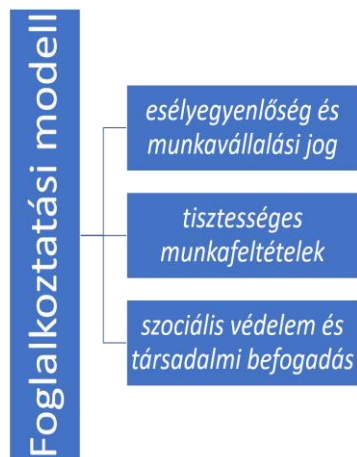 Foglalkoztatási modell
esélyegyenlőség és
munkavállalási jog
tisztességes
munkafeltételek
szociális védelem és
társadalmi befogadás